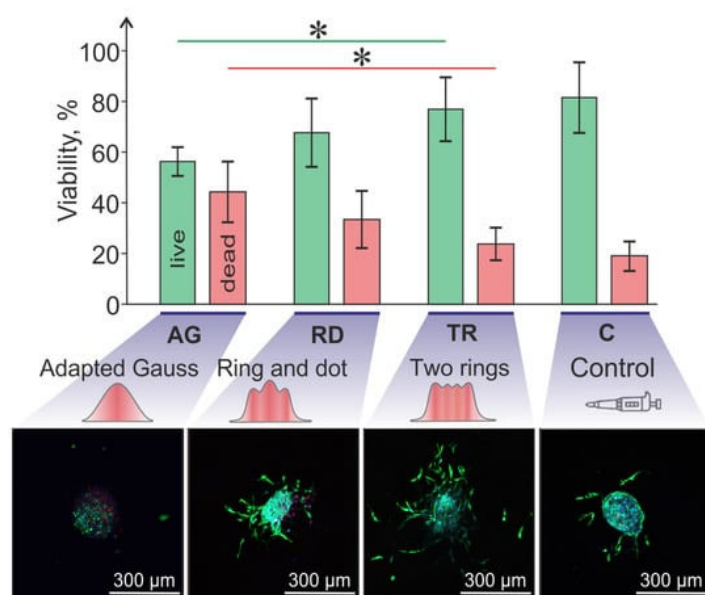 Viability, %
100
80
60
40
20
0
*
*
live
dead
AG
RD
TR
C
Adapted Gauss
Ring and dot
Two rings
Control
300 µm
300 µm
300 µm
300 µm